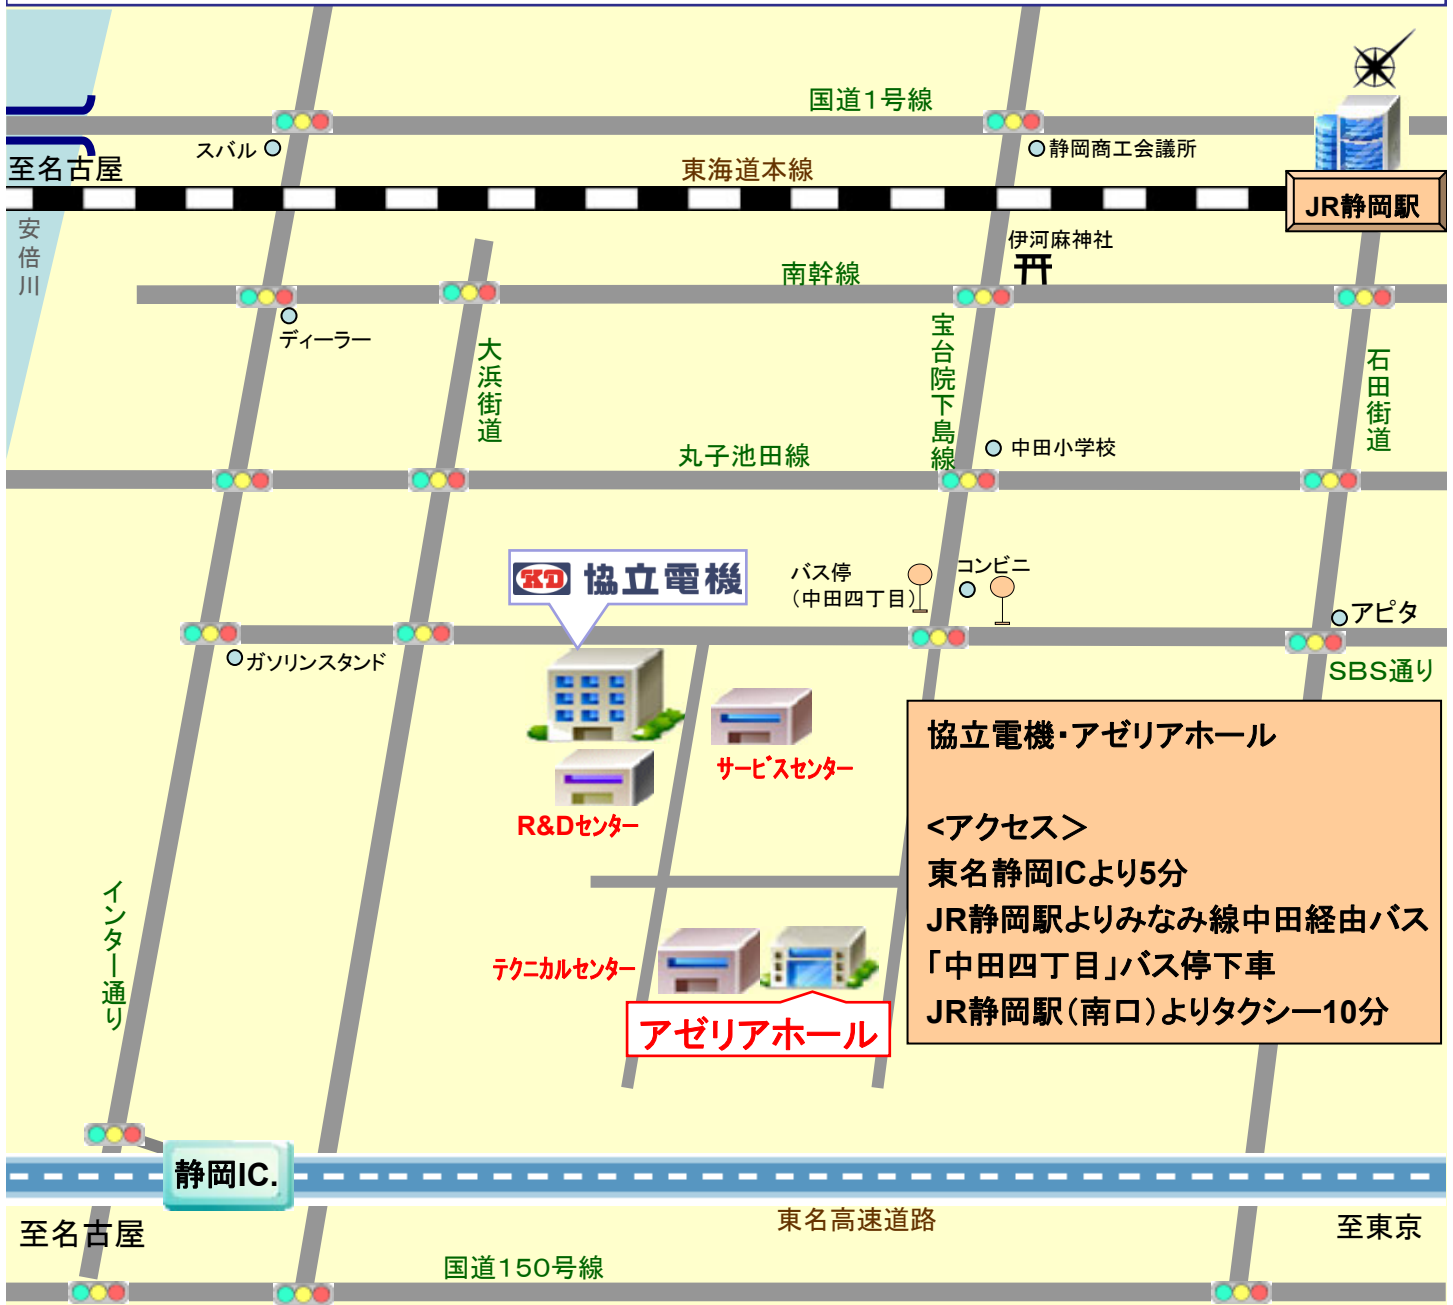 国道1号線
スバル
静岡商工会議所
至名古屋
東海道本線
JR静岡駅
安倍川
伊河麻神社
南幹線
ディーラー
大浜街道
宝台院下島線
石田街道
中田小学校
丸子池田線
KD 協立電機
バス停
（中田四丁目）
コンビニ
アピタ
ガソリンスタンド
SBS通り
サービスセンター
R&Dセンター
協立電機・アゼリアホール
<アクセス＞
東名静岡ICより5分
JR静岡駅よりみなみ線中田経由バス
「中田四丁目」バス停下車
JR静岡駅（南口）よりタクシー10分
インター通り
テクニカルセンター
アゼリアホール
静岡IC.
至名古屋
東名高速道路
至東京
国道150号線